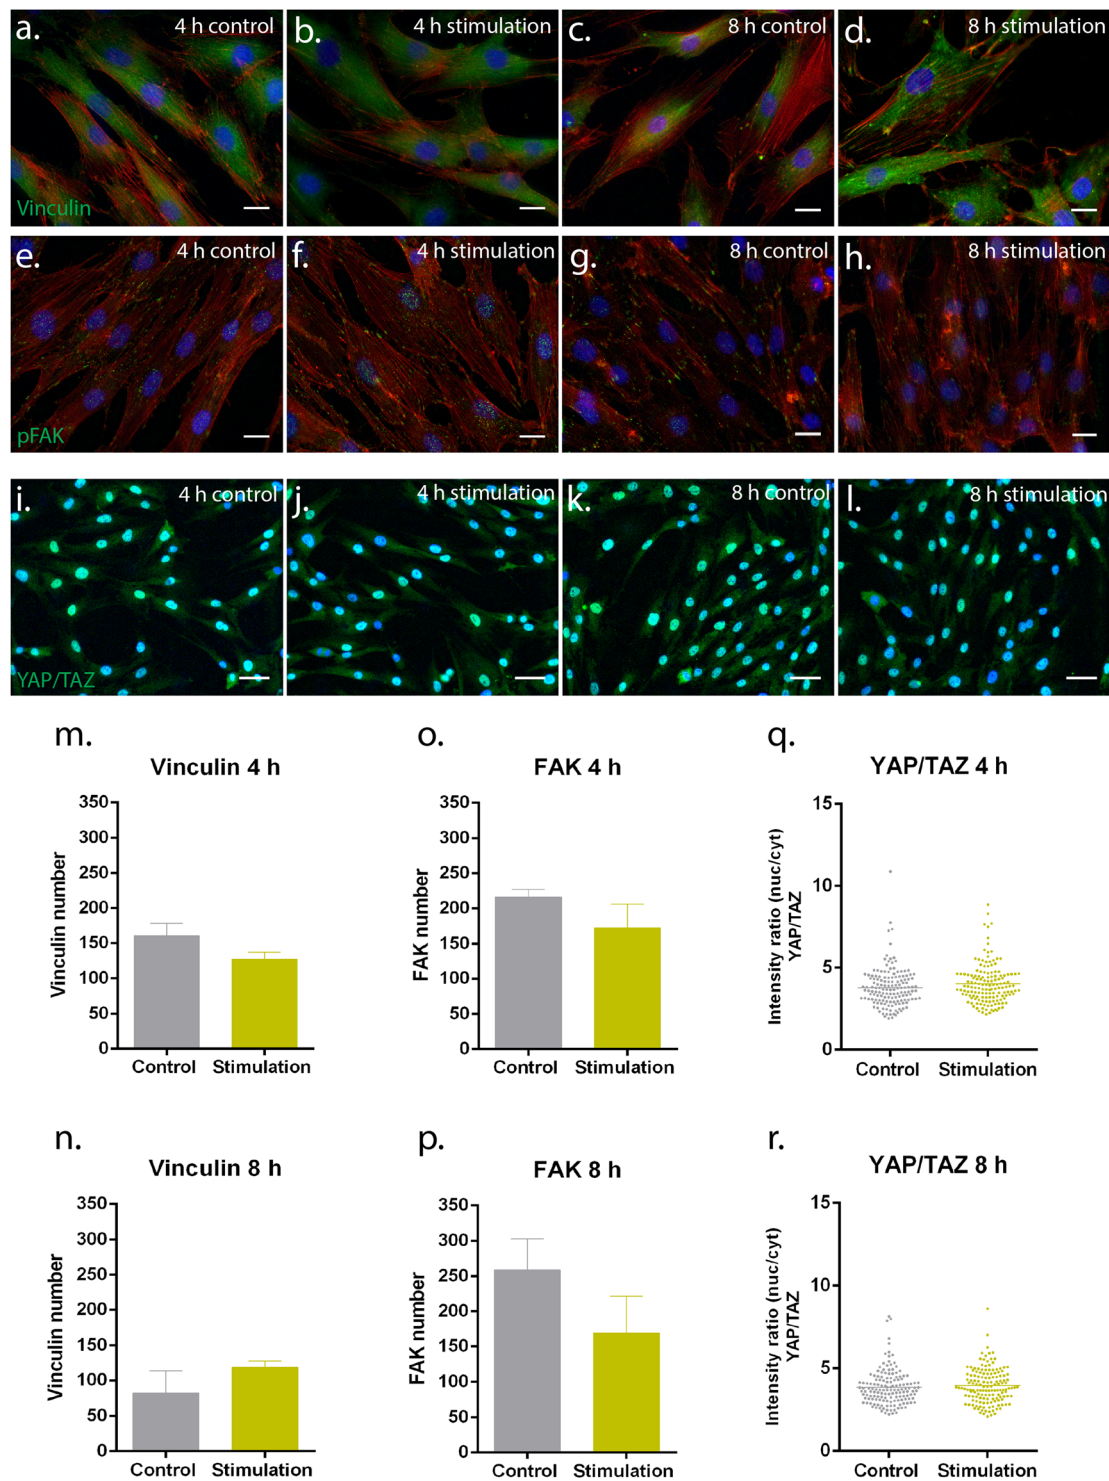 a. 4 h control
b. 4 h stimulation
c. 8 h control
d. 8 h stimulation
Vinculin
e. 4 h control
f. 4 h stimulation
g. 8 h control
h. 8 h stimulation
pFAK
i. 4 h control
j. 4 h stimulation
k. 8 h control
l. 8 h stimulation
YAP/TAZ
m.
Vinculin 4 h
Vinculin number
350
300
250
200
150
100
50
0
Control Stimulation
o.
FAK 4 h
FAK number
350
300
250
200
150
100
50
0
Control Stimulation
q.
YAP/TAZ 4 h
Intensity ratio (nuc/cyt)
YAP/TAZ
15
10
5
0
Control Stimulation
n.
Vinculin 8 h
Vinculin number
350
300
250
200
150
100
50
0
Control Stimulation
p.
FAK 8 h
FAK number
350
300
250
200
150
100
50
0
Control Stimulation
r.
YAP/TAZ 8 h
Intensity ratio (nuc/cyt)
YAP/TAZ
15
10
5
0
Control Stimulation